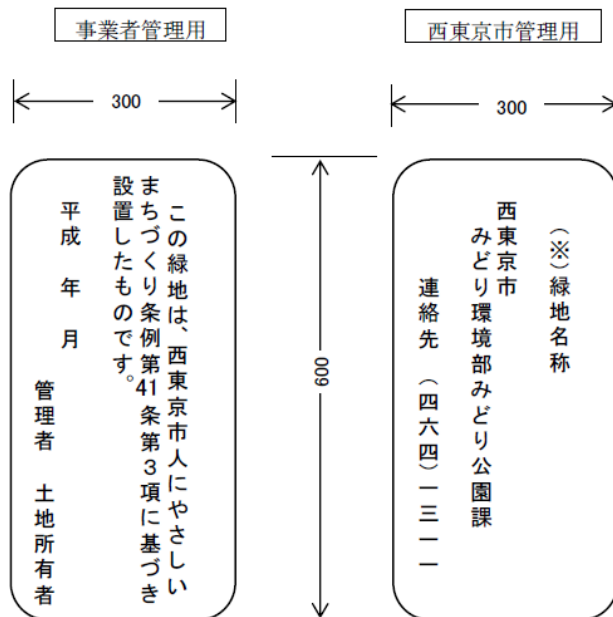 事業者管理用
300
この緑地は、西東京市人にやさしい
まちづくり条例第41条第3項に基づき
設置したものです。
平成 年 月
管理者 土地所有者
600
西東京市管理用
300
(※)緑地名称
西東京市
みどり環境部みどり公園課
連絡先 (四六四)一三一一